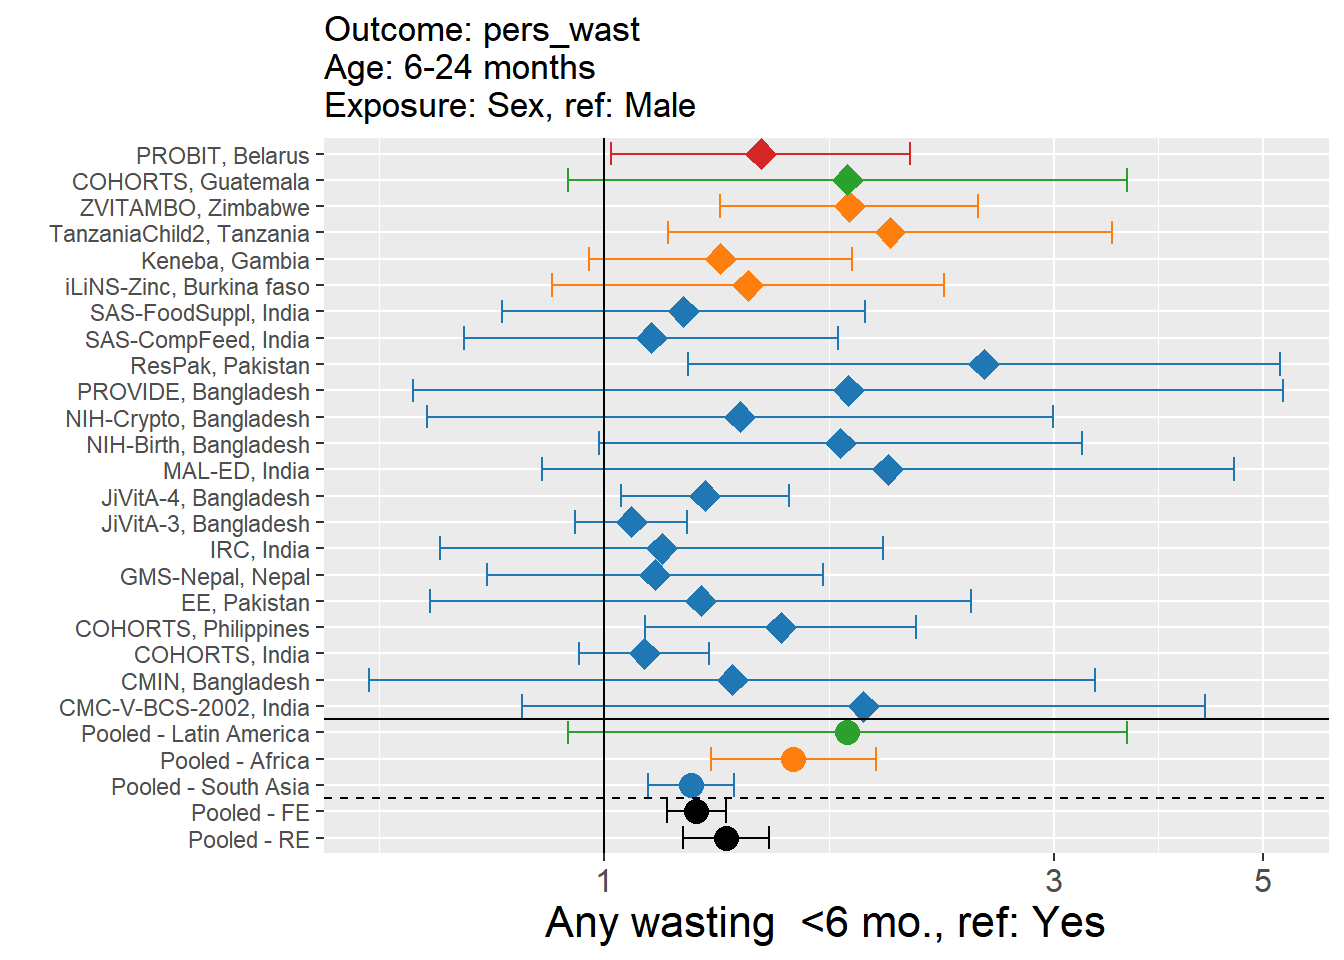 Outcome: pers_wast
Age: 6-24 months
Exposure: Sex, ref: Male
PROBIT, Belarus
COHORTS, Guatemala
ZVITAMBO, Zimbabwe
TanzaniaChild2, Tanzania
Keneba, Gambia
iLiNS-Zinc, Burkina faso
SAS-FoodSuppl, India
SAS-CompFeed, India
ResPak, Pakistan
PROVIDE, Bangladesh
NIH-Crypto, Bangladesh
NIH-Birth, Bangladesh
MAL-ED, India
JiVitA-4, Bangladesh
JiVitA-3, Bangladesh
IRC, India
GMS-Nepal, Nepal
EE, Pakistan
COHORTS, Philippines
COHORTS, India
CMIN, Bangladesh
CMC-V-BCS-2002, India
Pooled - Latin America
Pooled - Africa
Pooled - South Asia
Pooled - FE
Pooled - RE
1 3 5
Any wasting  <6 mo., ref: Yes